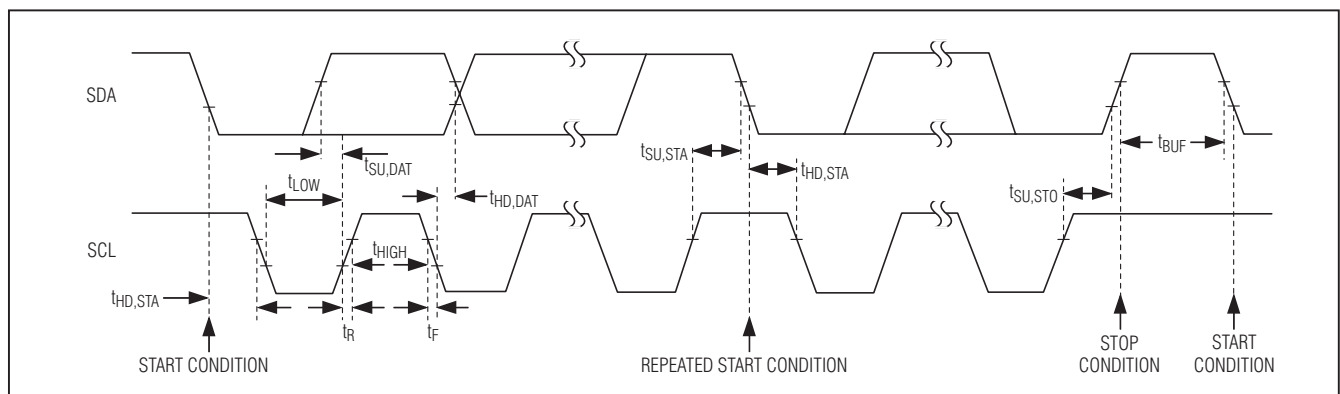 SDA
tSU,DAT
tLOW
tHD,DAT
tSU,STA
tHD,STA
tBUF
tSU,STO
SCL
tHIGH
tHD,STA
tR
tF
START CONDITION
REPEATED START CONDITION
STOP
CONDITION
START
CONDITION